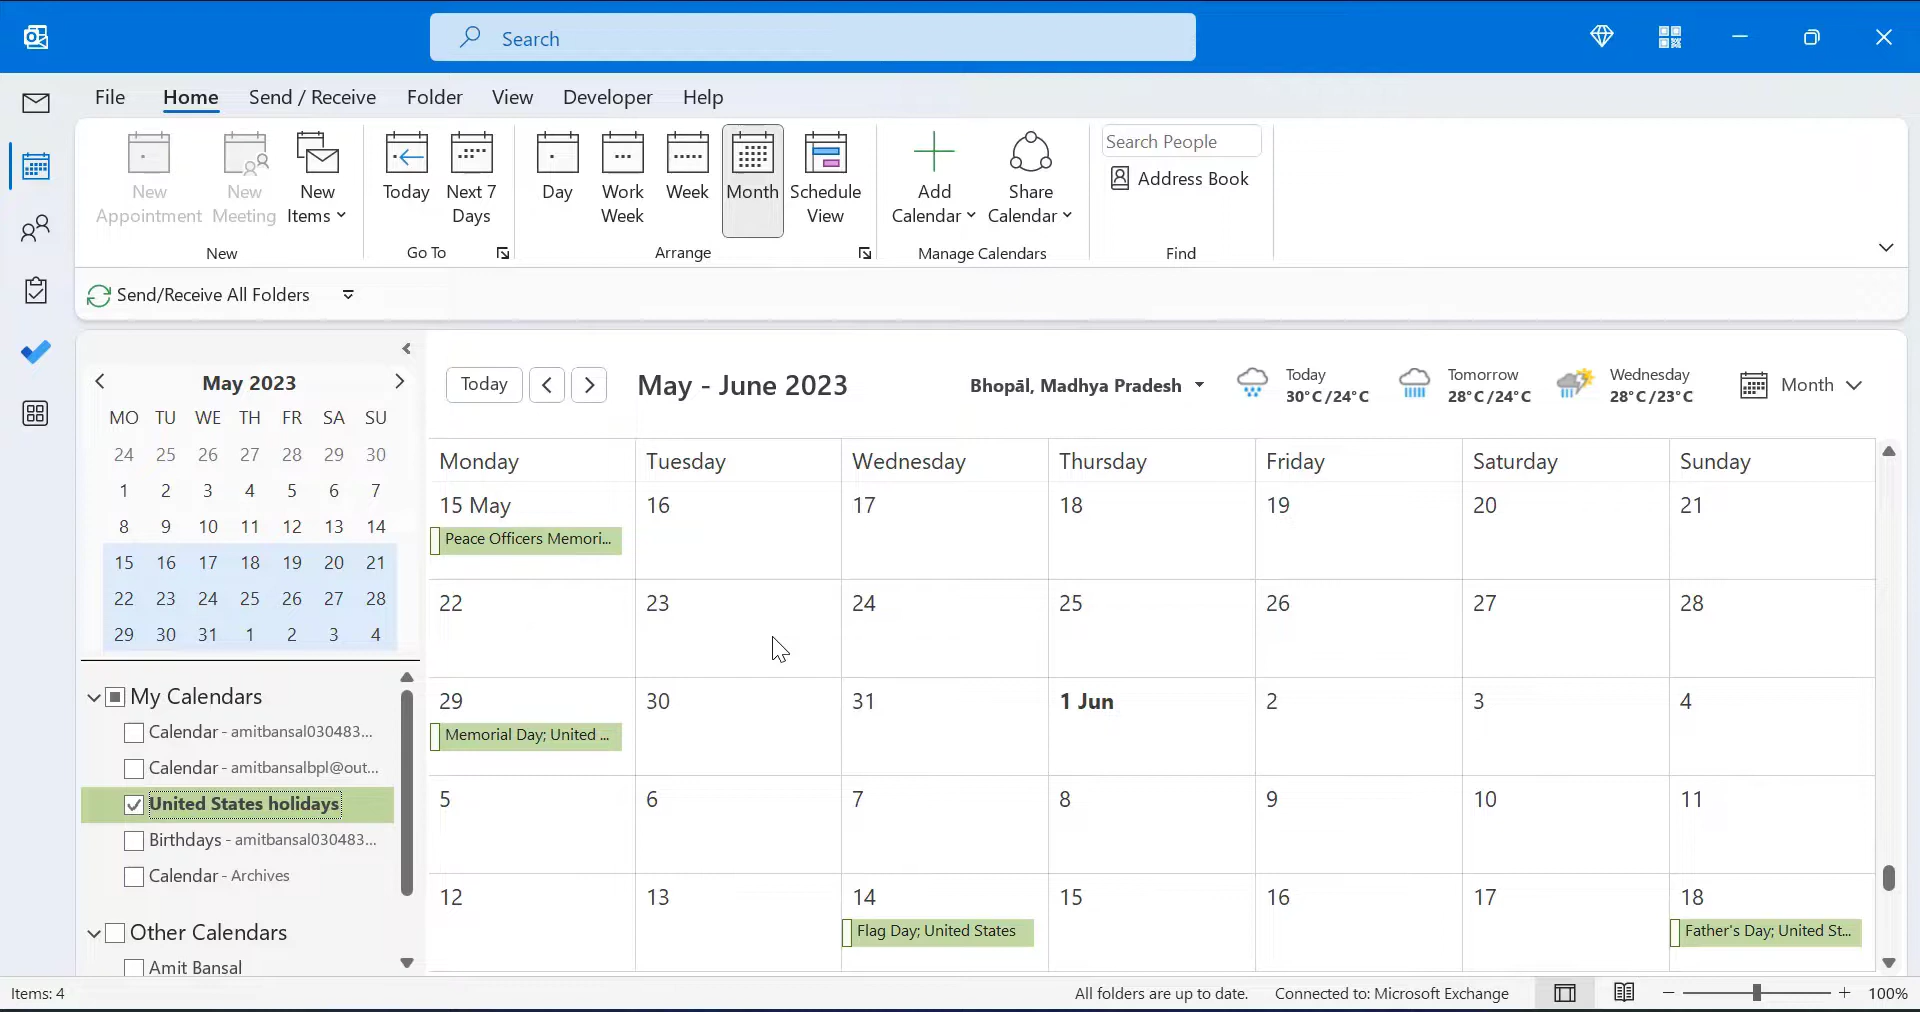 Search
File Home Send / Receive Folder View Developer Help
New Appointment
New Meeting
New Items
New
Today
Next 7 Days
Go To
Day
Work Week
Week
Month
Schedule View
Arrange
Add Calendar
Share Calendar
Manage Calendars
Search People
Address Book
Find
Send/Receive All Folders
May 2023
MO TU WE TH FR SA SU
24 25 26 27 28 29 30
1 2 3 4 5 6 7
8 9 10 11 12 13 14
15 16 17 18 19 20 21
22 23 24 25 26 27 28
29 30 31 1 2 3 4
My Calendars
Calendar - amitbansal030483...
Calendar - amitbansalbpl@out...
United States holidays
Birthdays - amitbansal030483...
Calendar - Archives
Other Calendars
Amit Bansal
Today
May - June 2023
Bhopāl, Madhya Pradesh
Today
30°C/24°C
Tomorrow
28°C/24°C
Wednesday
28°C/23°C
Month
Monday Tuesday Wednesday Thursday Friday Saturday Sunday
15 May 16 17 18 19 20 21
Peace Officers Memori...
22 23 24 25 26 27 28
29 30 31 1 Jun 2 3 4
Memorial Day; United ...
5 6 7 8 9 10 11
12 13 14 15 16 17 18
Flag Day; United States Father's Day; United St...
Items: 4
All folders are up to date.
Connected to: Microsoft Exchange
100%